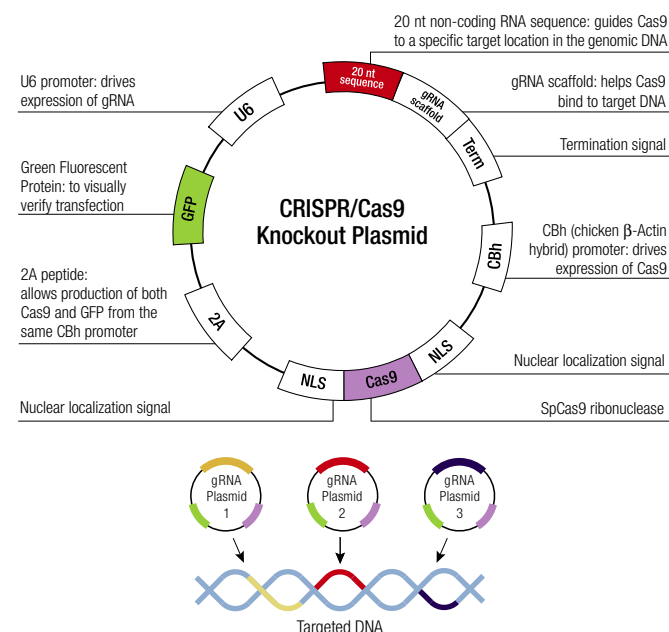 20 nt non-coding RNA sequence: guides Cas9
to a specific target location in the genomic DNA
U6 promoter: drives
expression of gRNA
gRNA scaffold: helps Cas9
bind to target DNA
Termination signal
Green Fluorescent
Protein: to visually
verify transfection
CBh (chicken β-Actin
hybrid) promoter: drives
expression of Cas9
2A peptide:
allows production of both
Cas9 and GFP from the
same CBh promoter
Nuclear localization signal
Nuclear localization signal
SpCas9 ribonuclease
20 nt
sequence
gRNA
scaffold
Term
CBh
NLS
Cas9
NLS
2A
GFP
U6
CRISPR/Cas9
Knockout Plasmid
gRNA
Plasmid
1
gRNA
Plasmid
2
gRNA
Plasmid
3
Targeted DNA